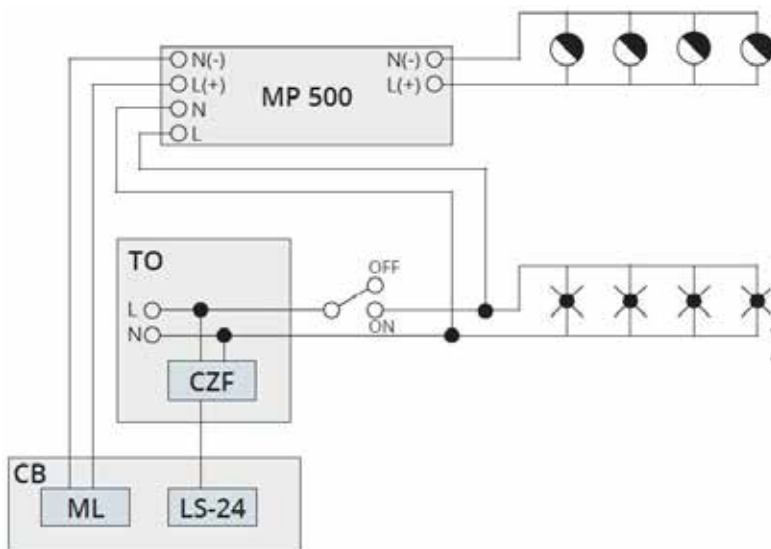 N(-)
L(+)
N
L
MP 500
N(-)
L(+)
TO
L
N
OFF
ON
CZF
CB
ML
LS-24